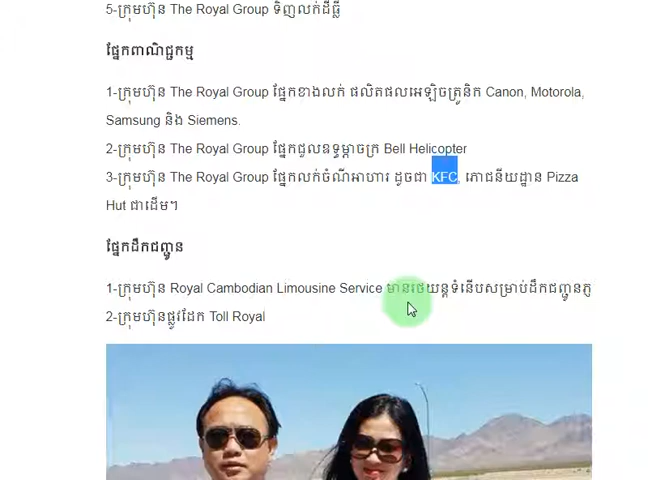 5-ក្រុមហ៊ុន The Royal Group ទិញលក់ដីធ្លី
ផ្នែកពាណិជ្ជកម្ម
1-ក្រុមហ៊ុន The Royal Group ផ្នែកខាងលក់ ផលិតផលអេឡិចត្រូនិក Canon, Motorola,
Samsung និង Siemens.
2-ក្រុមហ៊ុន The Royal Group ផ្នែកជួលឧទ្ធម្ភាចក្រ Bell Helicopter
3-ក្រុមហ៊ុន The Royal Group ផ្នែកលក់ចំណីអាហារ ដូចជា KFC, ភោជនីយដ្ឋាន Pizza
Hut ជាដើម។
ផ្នែកដឹកជញ្ជូន
1-ក្រុមហ៊ុន Royal Cambodian Limousine Service មានរថយន្តទំនើបសម្រាប់ដឹកជញ្ជូនភ្ញ
2-ក្រុមហ៊ុនផ្លូវដែក Toll Royal